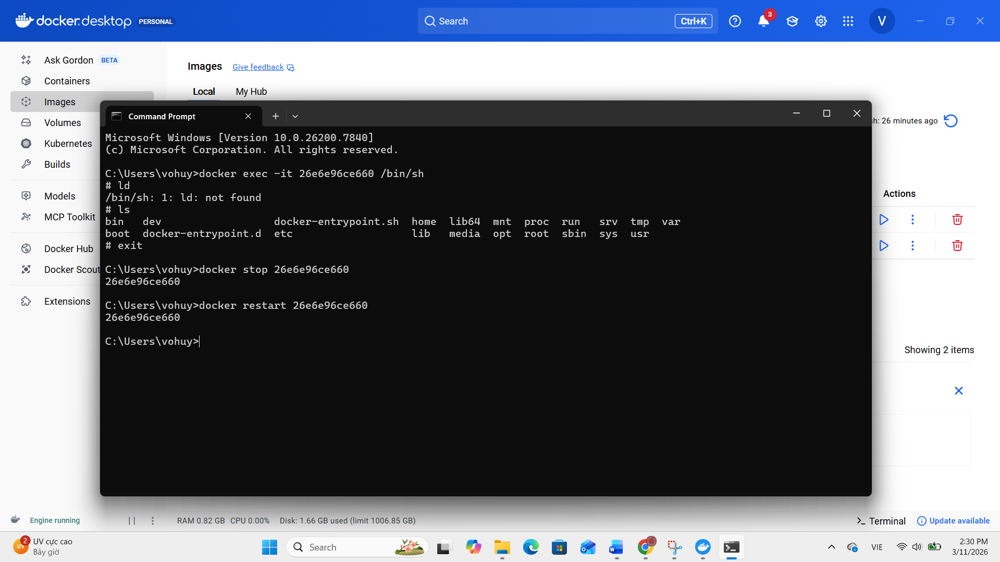 docker.desktop PERSONAL
Search Ctrl+K
3
V
Ask Gordon BETA
Containers
Images
Volumes
Kubernetes
Builds
Models
MCP Toolkit
Docker Hub
Docker Scout
Extensions
Images Give feedback
Local My Hub
sh: 26 minutes ago
Actions
Showing 2 items
Command Prompt
Microsoft Windows [Version 10.0.26200.7840]
(c) Microsoft Corporation. All rights reserved.
C:\Users\vohuy>docker exec -it 26e6e96ce660 /bin/sh
# ld
/bin/sh: 1: ld: not found
# ls
bin dev docker-entrypoint.sh home lib64 mnt proc run srv tmp var
boot docker-entrypoint.d etc lib media opt root sbin sys usr
# exit
C:\Users\vohuy>docker stop 26e6e96ce660
26e6e96ce660
C:\Users\vohuy>docker restart 26e6e96ce660
26e6e96ce660
C:\Users\vohuy>
Engine running
RAM 0.82 GB CPU 0.00% Disk: 1.66 GB used (limit 1006.85 GB)
Terminal Update available
UV 2
UV cực cao
Bây giờ
Search
VIE
2:30 PM
3/11/2026